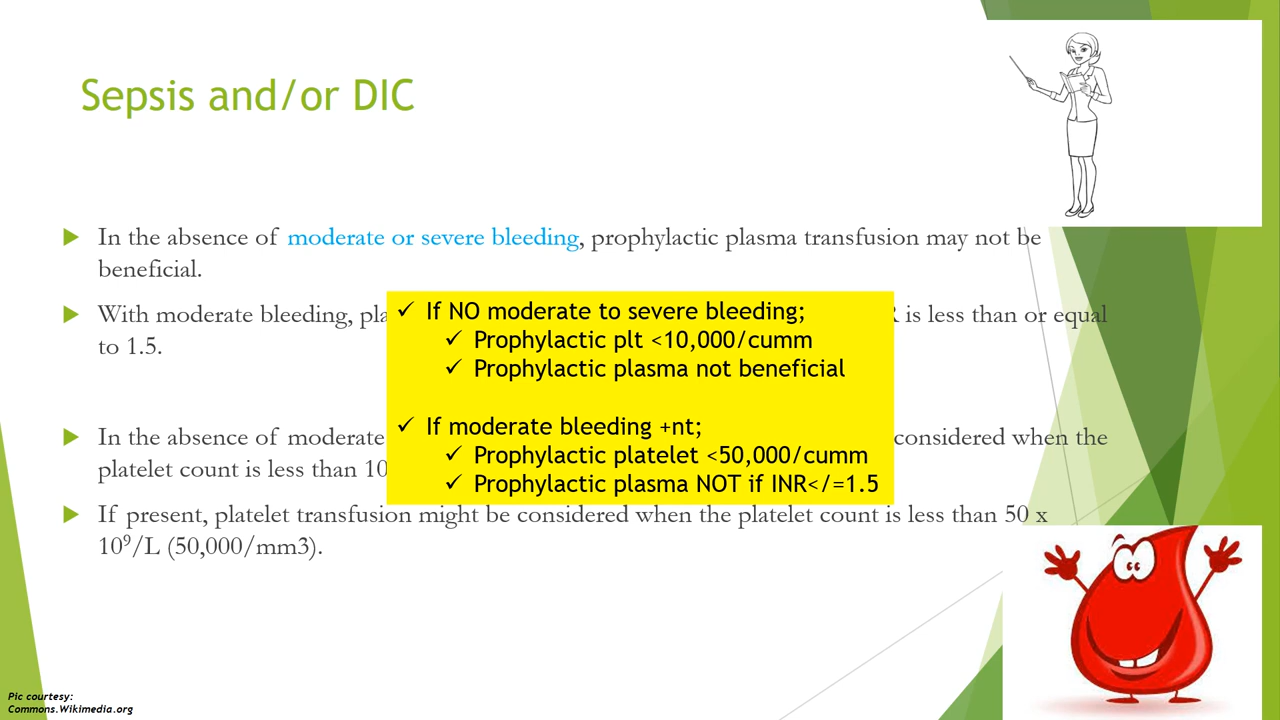 Sepsis and/or DIC
▶ In the absence of moderate or severe bleeding, prophylactic plasma transfusion may not be
beneficial.
▶ With moderate bleeding, is less than or equal
to 1.5.
✓ If NO moderate to severe bleeding;
✓ Prophylactic plt <10,000/cumm
✓ Prophylactic plasma not beneficial
✓ If moderate bleeding +nt;
✓ Prophylactic platelet <50,000/cumm
✓ Prophylactic plasma NOT if INR</=1.5
▶ In the absence of moderate considered when the
platelet count is less than
▶ If present, platelet transfusion might be considered when the platelet count is less than 50 x
10⁹/L (50,000/mm3).
Pic courtesy:
Commons.Wikimedia.org